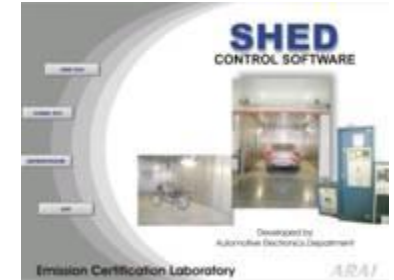 SHED
CONTROL SOFTWARE
Developed by
Automotive Electronics Department
Emission Certification Laboratory
ARAI